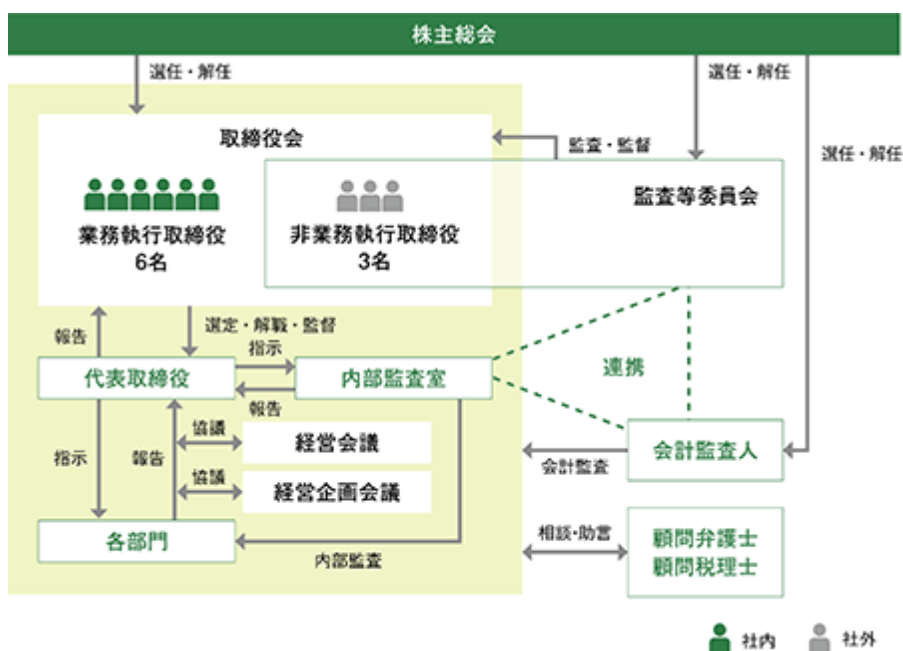 株主総会
選任・解任
選任・解任
選任・解任
取締役会
監査・監督
監査等委員会
業務執行取締役
6名
非業務執行取締役
3名
選定・解職・監督
報告
指示
代表取締役
内部監査室
連携
報告
協議
経営会議
指示
報告
会計監査
会計監査人
協議
経営企画会議
各部門
内部監査
相談・助言
顧問弁護士
顧問税理士
社内
社外